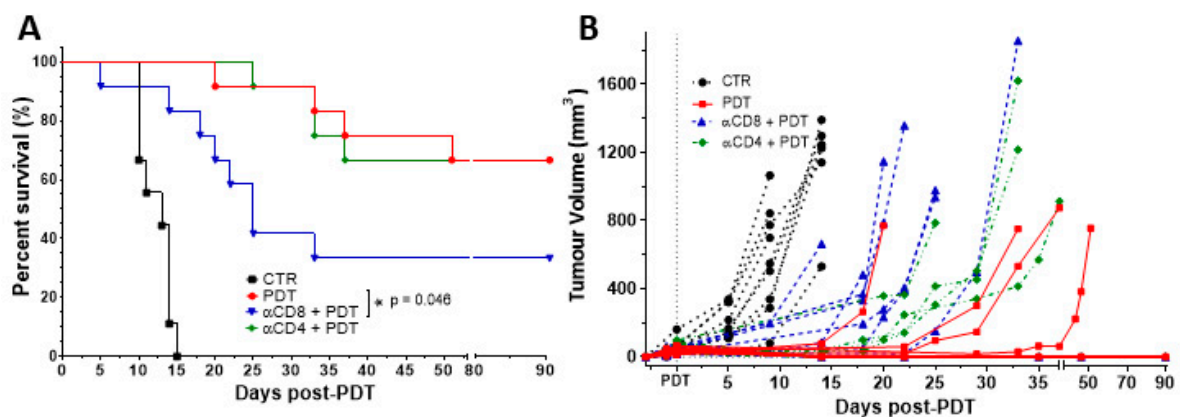 A
Percent survival (%)
100
80
60
40
20
0
CTR
PDT
αCD8 + PDT
αCD4 + PDT
* p = 0.046
0 5 10 15 20 25 30 35 40 45 50 80 90
Days post-PDT
B
Tumour Volume (mm³)
1600
1200
800
400
0
CTR
PDT
αCD8 + PDT
αCD4 + PDT
PDT 5 10 15 20 25 30 35 50 70 90
Days post-PDT